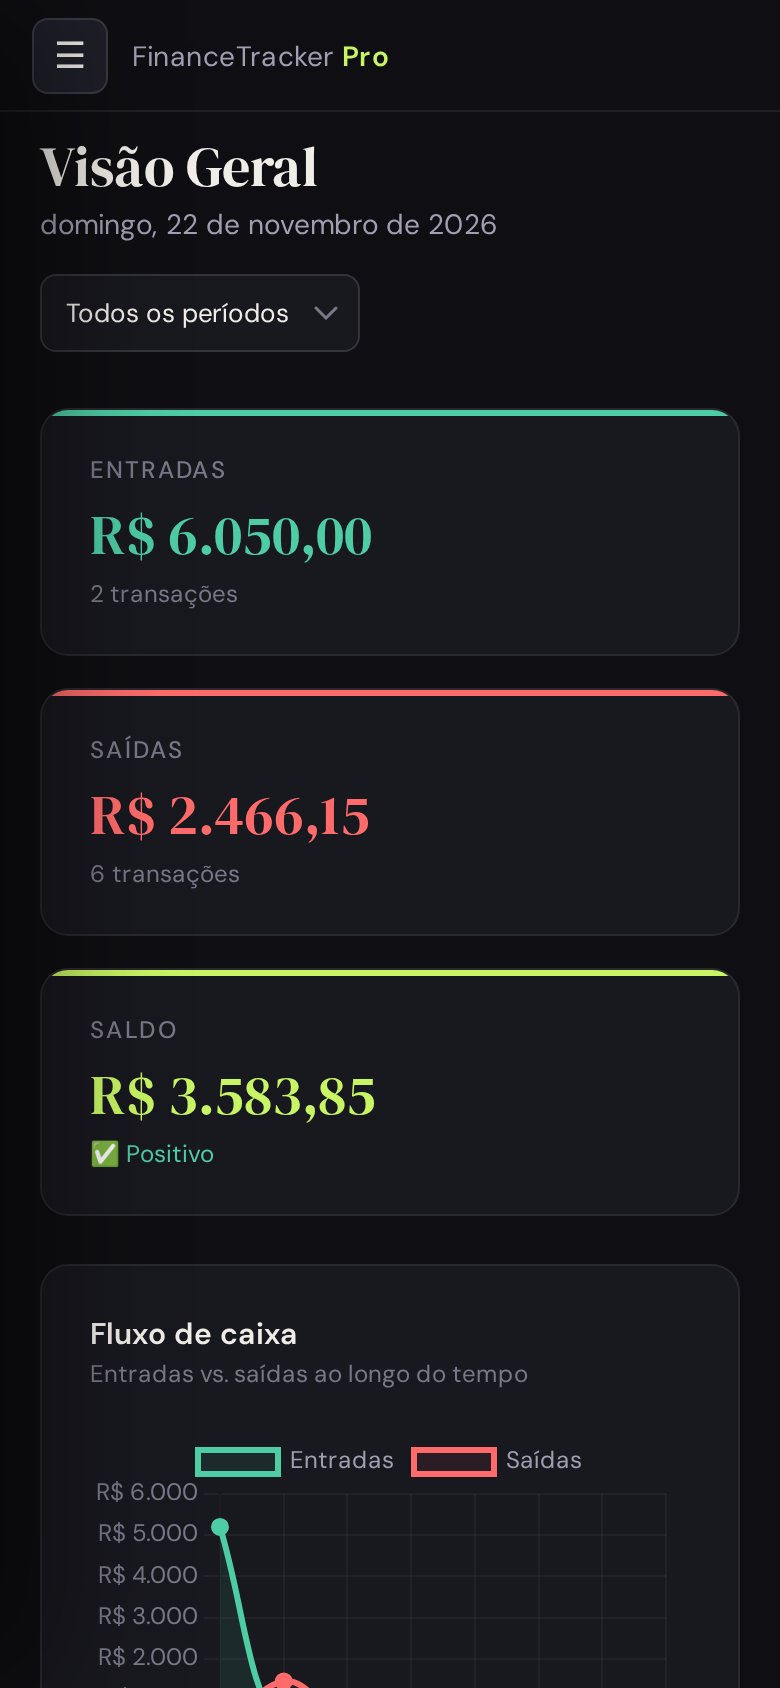 ☰ FinanceTracker Pro
Visão Geral
domingo, 22 de novembro de 2026
Todos os períodos
ENTRADAS
R$ 6.050,00
2 transações
SAÍDAS
R$ 2.466,15
6 transações
SALDO
R$ 3.583,85
✅ Positivo
Fluxo de caixa
Entradas vs. saídas ao longo do tempo
Entradas Saídas
R$ 6.000
R$ 5.000
R$ 4.000
R$ 3.000
R$ 2.000